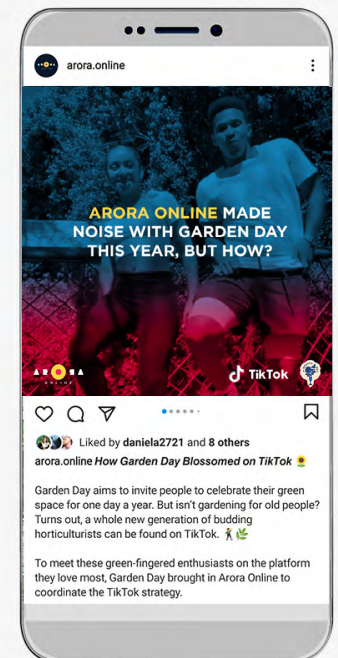 arora.online
ARORA ONLINE MADE
NOISE WITH GARDEN DAY
THIS YEAR, BUT HOW?
ARORA
ONLINE
TikTok
Liked by daniela2721 and 8 others
arora.online How Garden Day Blossomed on TikTok 🌻
Garden Day aims to invite people to celebrate their green
space for one day a year. But isn't gardening for old people?
Turns out, a whole new generation of budding
horticulturists can be found on TikTok. 🕺🌿
To meet these green-fingered enthusiasts on the platform
they love most, Garden Day brought in Arora Online to
coordinate the TikTok strategy.